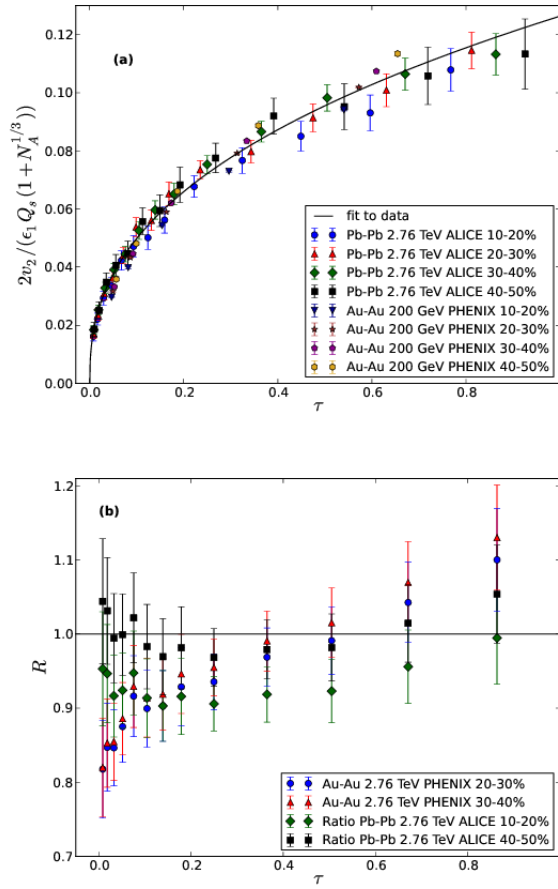 0.12
0.10
0.08
0.06
0.04
0.02
0.00
(a)
2v₂/(ϵ₁ Q_s (1+N_A^{1/3}))
fit to data
Pb-Pb 2.76 TeV ALICE 10-20%
Pb-Pb 2.76 TeV ALICE 20-30%
Pb-Pb 2.76 TeV ALICE 30-40%
Pb-Pb 2.76 TeV ALICE 40-50%
Au-Au 200 GeV PHENIX 10-20%
Au-Au 200 GeV PHENIX 20-30%
Au-Au 200 GeV PHENIX 30-40%
Au-Au 200 GeV PHENIX 40-50%
0.0 0.2 0.4 0.6 0.8
τ
1.2
1.1
1.0
0.9
0.8
0.7
(b)
R
Au-Au 2.76 TeV PHENIX 20-30%
Au-Au 2.76 TeV PHENIX 30-40%
Ratio Pb-Pb 2.76 TeV ALICE 10-20%
Ratio Pb-Pb 2.76 TeV ALICE 40-50%
0.0 0.2 0.4 0.6 0.8
τ